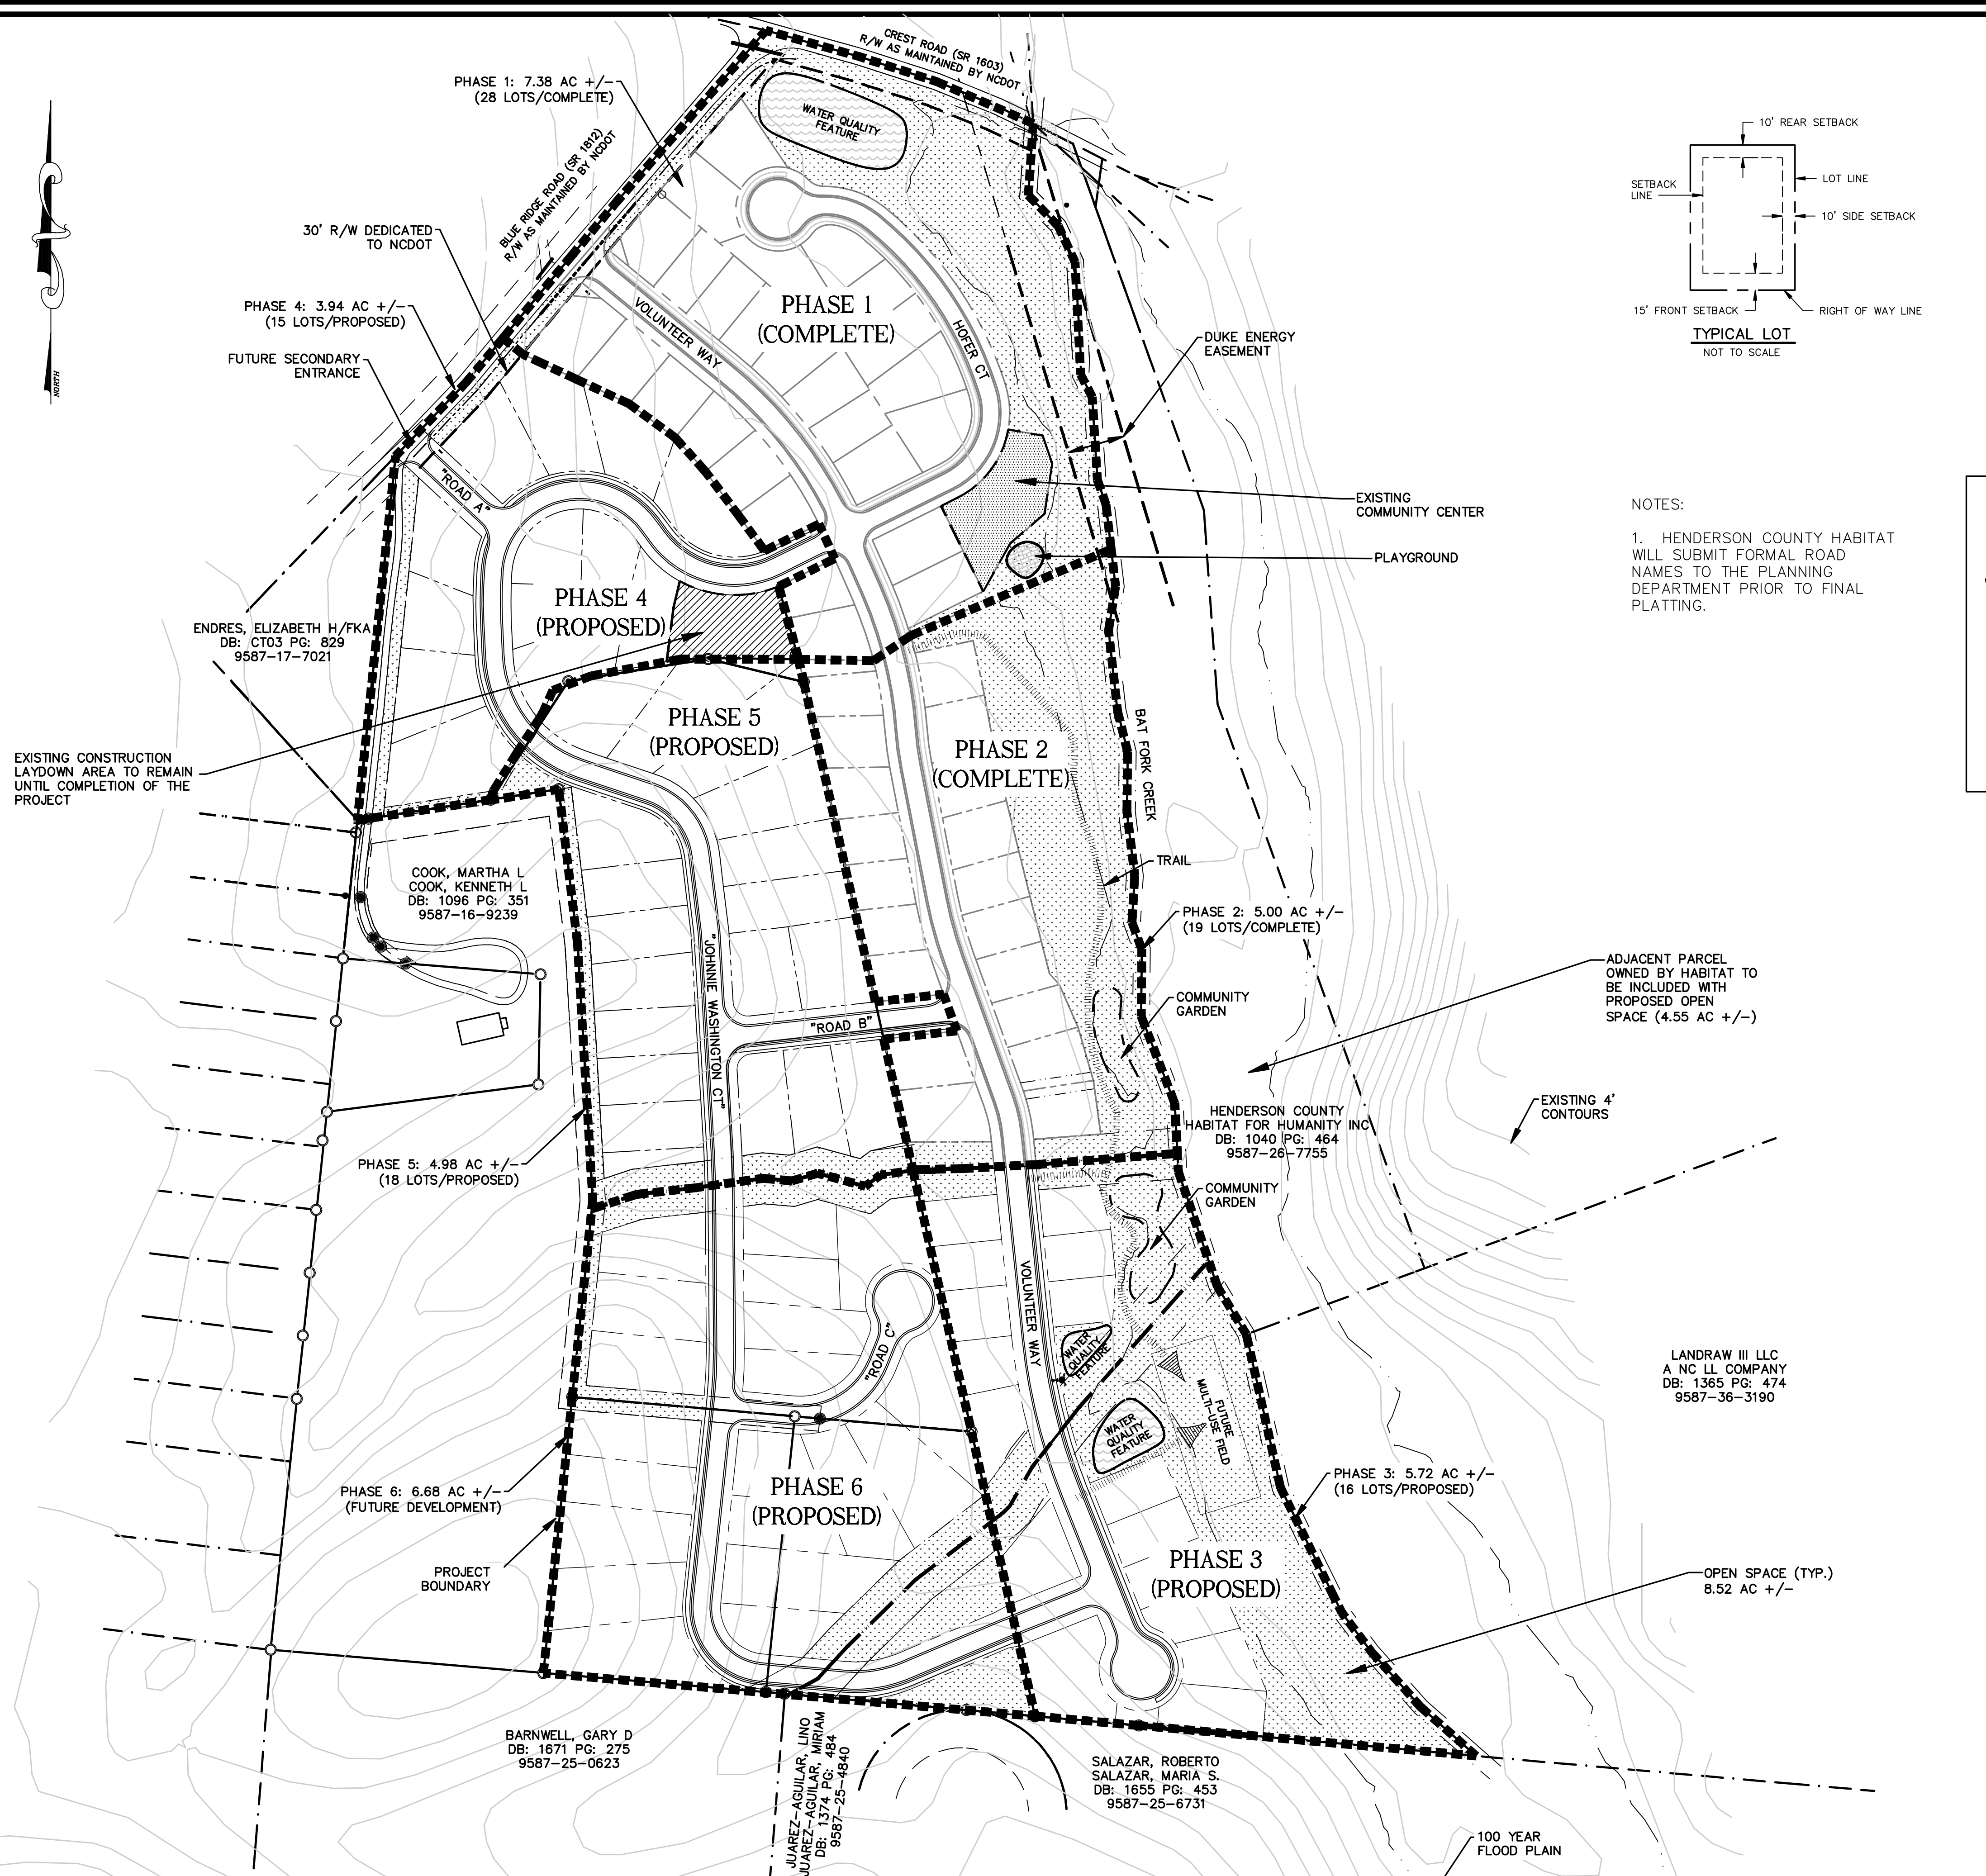 CREST ROAD (SR 1603)
R/W AS MAINTAINED BY NCDOT
PHASE 1: 7.38 AC +/-
(28 LOTS/COMPLETE)
WATER QUALITY
FEATURE
BLUE RIDGE ROAD (SR 1812)
R/W AS MAINTAINED BY NCDOT
30' R/W DEDICATED
TO NCDOT
PHASE 4: 3.94 AC +/-
(15 LOTS/PROPOSED)
FUTURE SECONDARY
ENTRANCE
NORTH
VOLUNTEER WAY
PHASE 1
(COMPLETE)
HOFER CT
DUKE ENERGY
EASEMENT
10' REAR SETBACK
SETBACK
LINE
LOT LINE
10' SIDE SETBACK
15' FRONT SETBACK
RIGHT OF WAY LINE
TYPICAL LOT
NOT TO SCALE
"ROAD
A"
EXISTING
COMMUNITY CENTER
PLAYGROUND
NOTES:
1. HENDERSON COUNTY HABITAT
WILL SUBMIT FORMAL ROAD
NAMES TO THE PLANNING
DEPARTMENT PRIOR TO FINAL
PLATTING.
PHASE 4
(PROPOSED)
ENDRES, ELIZABETH H/FKA
DB: CT03 PG: 829
9587-17-7021
EXISTING CONSTRUCTION
LAYDOWN AREA TO REMAIN
UNTIL COMPLETION OF THE
PROJECT
PHASE 5
(PROPOSED)
PHASE 2
(COMPLETE)
BAT FORK CREEK
TRAIL
COOK, MARTHA L
COOK, KENNETH L
DB: 1096 PG: 351
9587-16-9239
PHASE 2: 5.00 AC +/-
(19 LOTS/COMPLETE)
"JOHNNIE WASHINGTON CT"
"ROAD B"
COMMUNITY
GARDEN
ADJACENT PARCEL
OWNED BY HABITAT TO
BE INCLUDED WITH
PROPOSED OPEN
SPACE (4.55 AC +/-)
EXISTING 4'
CONTOURS
HENDERSON COUNTY
HABITAT FOR HUMANITY INC
DB: 1040 PG: 464
9587-26-7755
PHASE 5: 4.98 AC +/-
(18 LOTS/PROPOSED)
COMMUNITY
GARDEN
VOLUNTEER WAY
"ROAD C"
WATER
QUALITY
FEATURE
WATER
QUALITY
FEATURE
FUTURE
MULTI-USE FIELD
LANDRAW III LLC
A NC LL COMPANY
DB: 1365 PG: 474
9587-36-3190
PHASE 6: 6.68 AC +/-
(FUTURE DEVELOPMENT)
PHASE 6
(PROPOSED)
PHASE 3: 5.72 AC +/-
(16 LOTS/PROPOSED)
PROJECT
BOUNDARY
PHASE 3
(PROPOSED)
OPEN SPACE (TYP.)
8.52 AC +/-
BARNWELL, GARY D
DB: 1671 PG: 275
9587-25-0623
JUAREZ-AGUILAR, LINO
JUAREZ-AGUILAR, MIRIAM
DB: 1374 PG: 484
9587-25-4840
SALAZAR, ROBERTO
SALAZAR, MARIA S.
DB: 1655 PG: 453
9587-25-6731
100 YEAR
FLOOD PLAIN